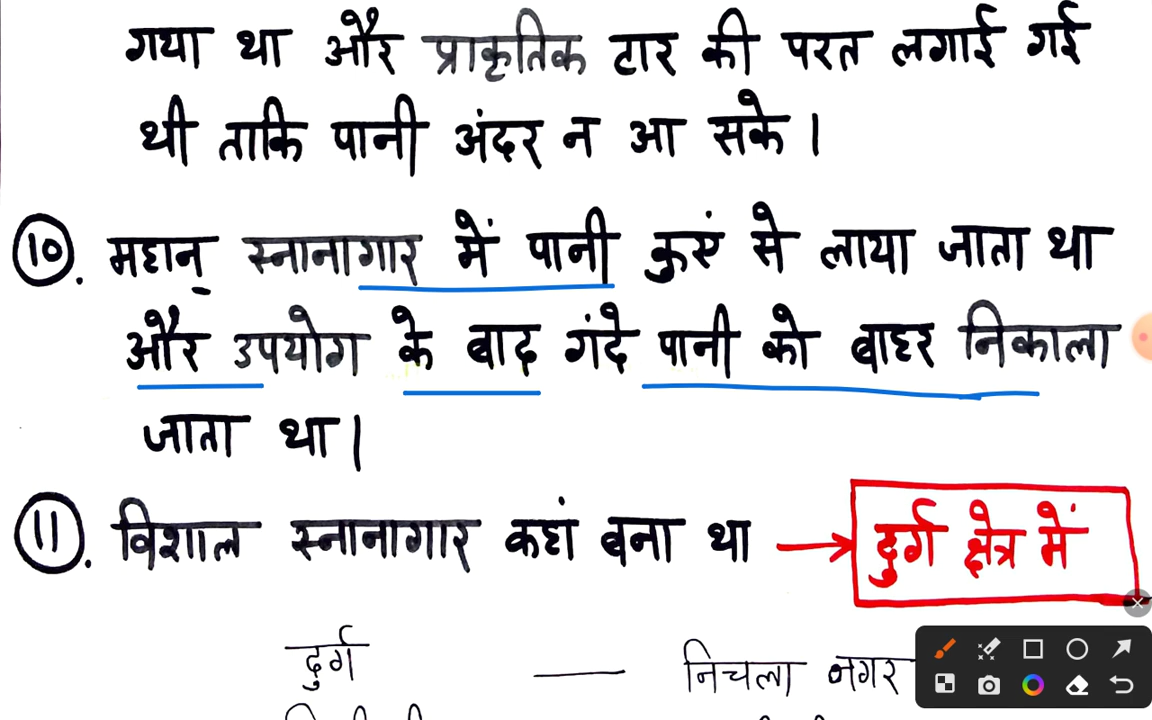 गया था और प्राकृतिक टार की परत लगाई गई
थी ताकि पानी अंदर न आ सके।
10. महान् स्नानागार में पानी कुएं से लाया जाता था
और उपयोग के बाद गंदे पानी को बाहर निकाला
जाता था।
11. विशाल स्नानागार कहां बना था → दुर्ग क्षेत्र में
दुर्ग — निचला नगर